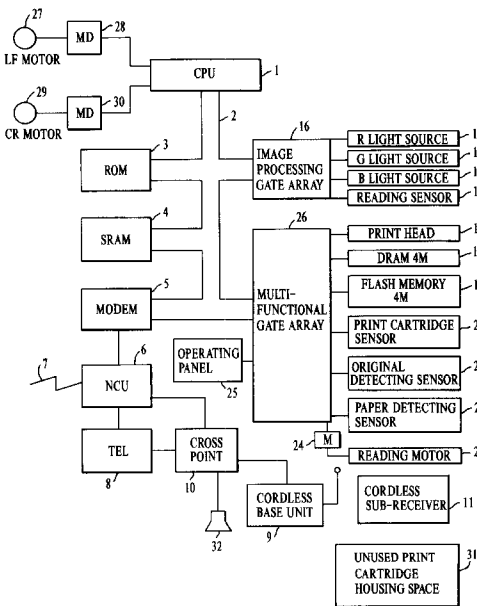 27
28
MD
LF MOTOR
29
30
MD
CR MOTOR
CPU
1
2
3
ROM
4
SRAM
5
MODEM
6
7
NCU
TEL
8
CROSS
POINT
10
32
CORDLESS
BASE UNIT
9
16
IMAGE
PROCESSING
GATE ARRAY
R LIGHT SOURCE
G LIGHT SOURCE
B LIGHT SOURCE
READING SENSOR
26
MULTI-
FUNCTIONAL
GATE ARRAY
OPERATING
PANEL
25
PRINT HEAD
DRAM 4M
FLASH MEMORY
4M
PRINT CARTRIDGE
SENSOR
ORIGINAL
DETECTING SENSOR
PAPER DETECTING
SENSOR
24
M
READING MOTOR
CORDLESS
SUB-RECEIVER
11
UNUSED PRINT
CARTRIDGE
HOUSING SPACE
31